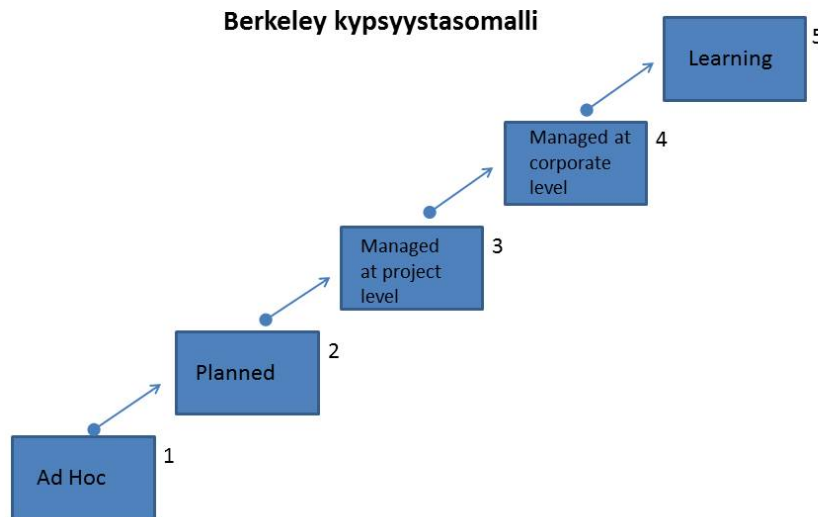 Berkeley kypsyystasomalli
Learning
5
Managed at
corporate
level
4
Managed
at project
level
3
Planned
2
Ad Hoc
1